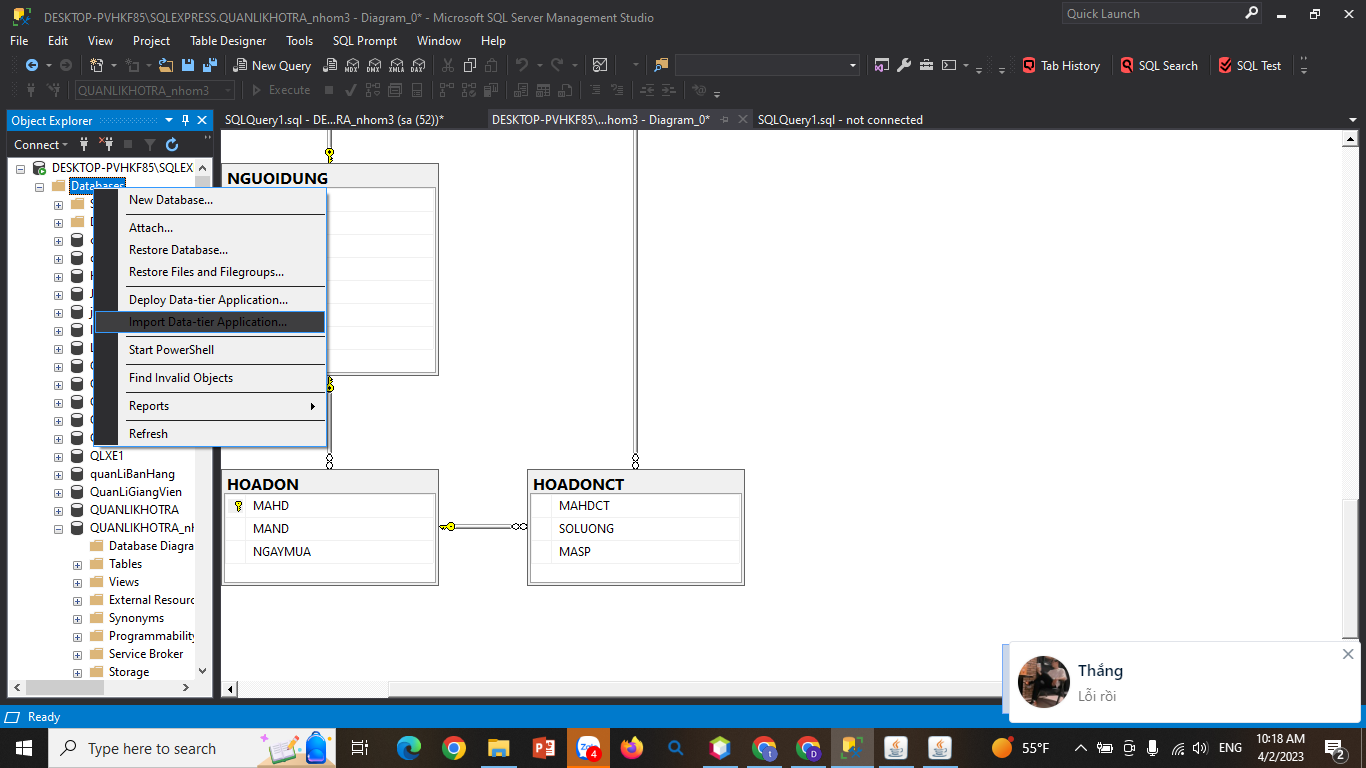 DESKTOP-PVHKF85\SQLEXPRESS.QUANLIKHOTRA_nhom3 - Diagram_0* - Microsoft SQL Server Management Studio
Quick Launch
File Edit View Project Table Designer Tools SQL Prompt Window Help
New Query
MDX DMX XMLA DAX
Tab History SQL Search SQL Test
QUANLIKHOTRA_nhom3
Execute
Object Explorer
SQLQuery1.sql - DE...RA_nhom3 (sa (52))*
DESKTOP-PVHKF85\...hom3 - Diagram_0*
SQLQuery1.sql - not connected
Connect
DESKTOP-PVHKF85\SQLEX
Databases
New Database...
Attach...
Restore Database...
Restore Files and Filegroups...
Deploy Data-tier Application...
Import Data-tier Application...
Start PowerShell
Find Invalid Objects
Reports
Refresh
QLXE1
quanLiBanHang
QuanLiGiangVien
QUANLIKHOTRA
QUANLIKHOTRA_nh
Database Diagra
Tables
Views
External Resourc
Synonyms
Programmability
Service Broker
Storage
NGUOIDUNG
HOADON
MAHD
MAND
NGAYMUA
HOADONCT
MAHDCT
SOLUONG
MASP
Thắng
Lỗi rồi
Ready
Type here to search
4
55°F
ENG
10:18 AM
4/2/2023
2